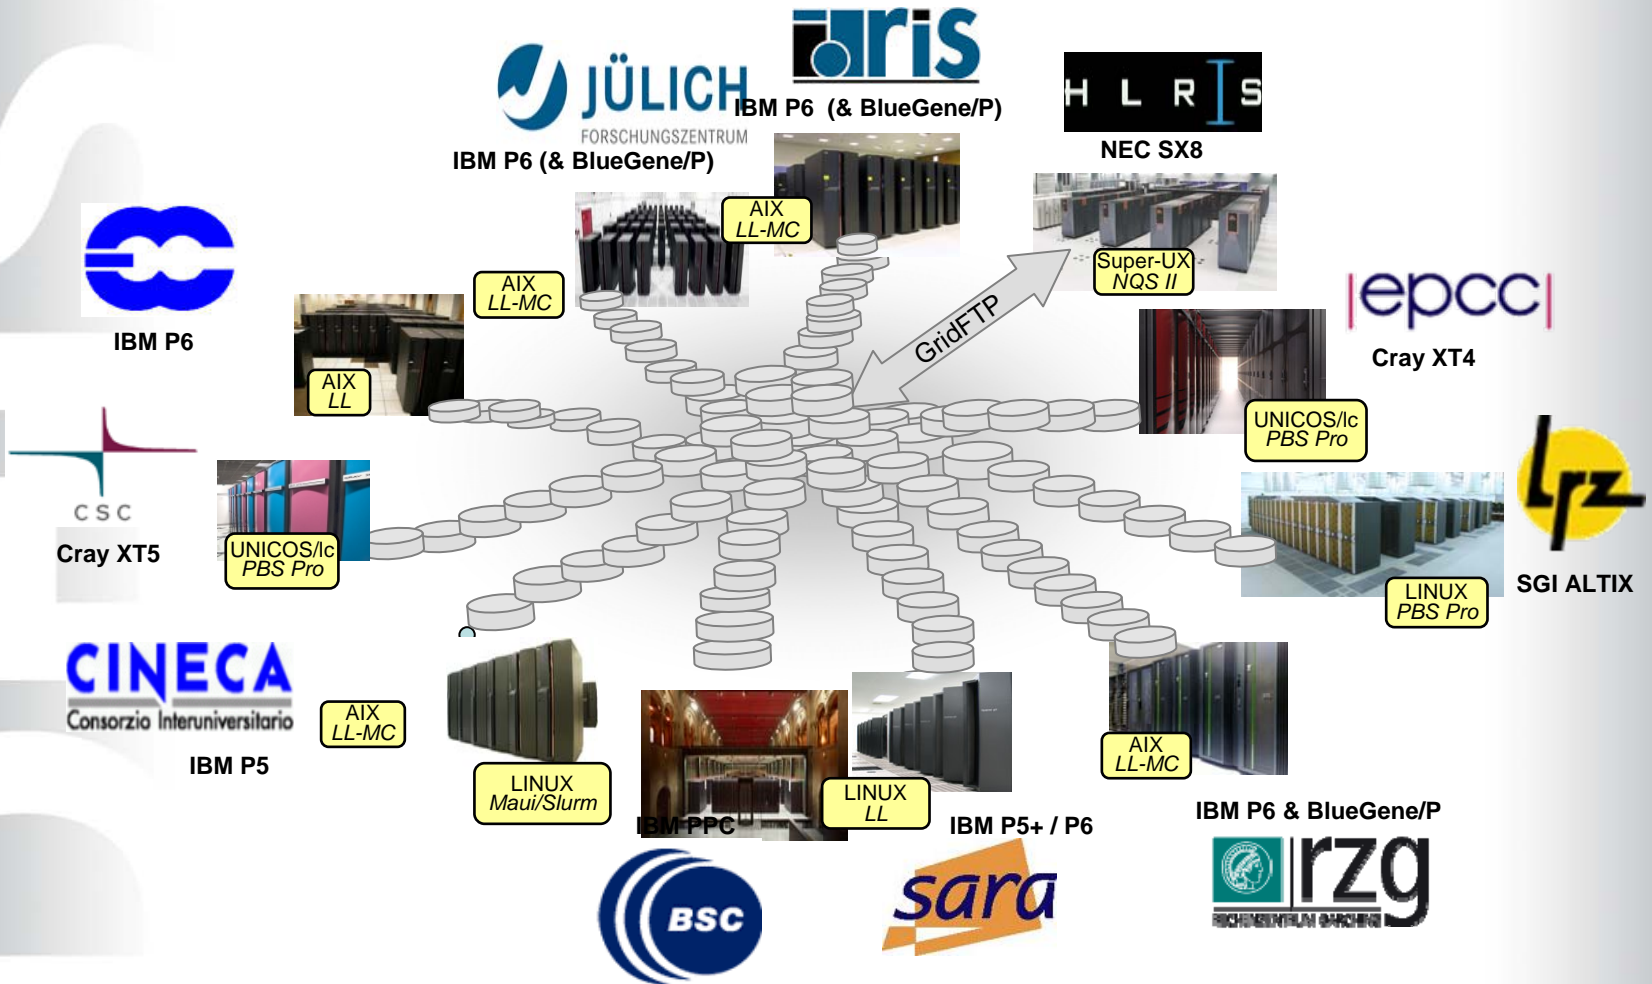 idris
JÜLICH
FORSCHUNGSZENTRUM
IBM P6 (& BlueGene/P)
HLRIS
NEC SX8
IBM P6 (& BlueGene/P)
AIX
LL-MC
Super-UX
NQS II
AIX
LL-MC
GridFTP
|epcc|
Cray XT4
IBM P6
AIX
LL
UNICOS/lc
PBS Pro
CSC
Cray XT5
UNICOS/lc
PBS Pro
lrz
SGI ALTIX
LINUX
PBS Pro
CINECA
Consorzio Interuniversitario
IBM P5
AIX
LL-MC
LINUX
Maui/Slurm
IBM PPC
BSC
LINUX
LL
IBM P5+ / P6
sara
AIX
LL-MC
IBM P6 & BlueGene/P
rzg